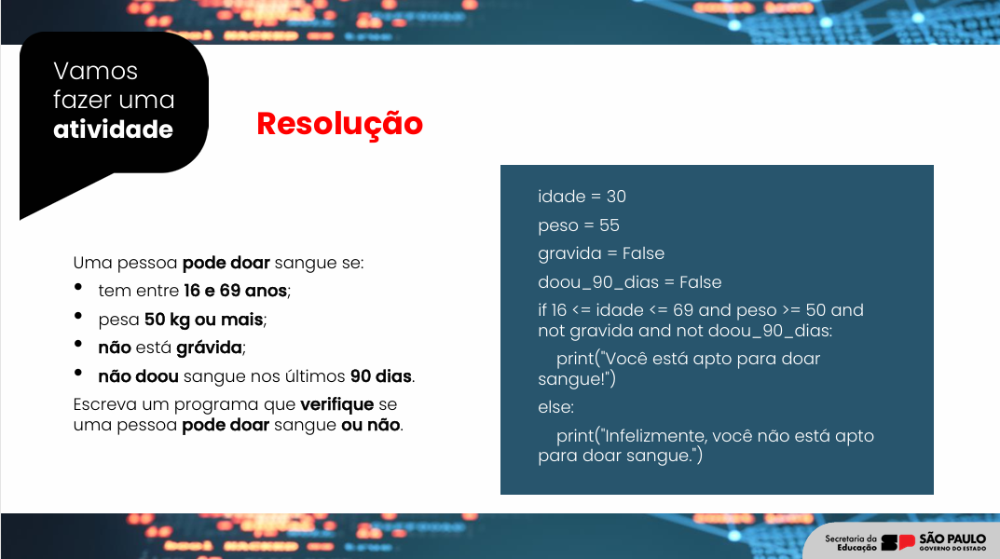 Vamos
fazer uma
atividade
Resolução
Uma pessoa pode doar sangue se:
• tem entre 16 e 69 anos;
• pesa 50 kg ou mais;
• não está grávida;
• não doou sangue nos últimos 90 dias.
Escreva um programa que verifique se
uma pessoa pode doar sangue ou não.
idade = 30
peso = 55
gravida = False
doou_90_dias = False
if 16 <= idade <= 69 and peso >= 50 and
not gravida and not doou_90_dias:
    print("Você está apto para doar
sangue!")
else:
    print("Infelizmente, você não está apto
para doar sangue.")
Secretaria da
Educação
SÃO PAULO
GOVERNO DO ESTADO